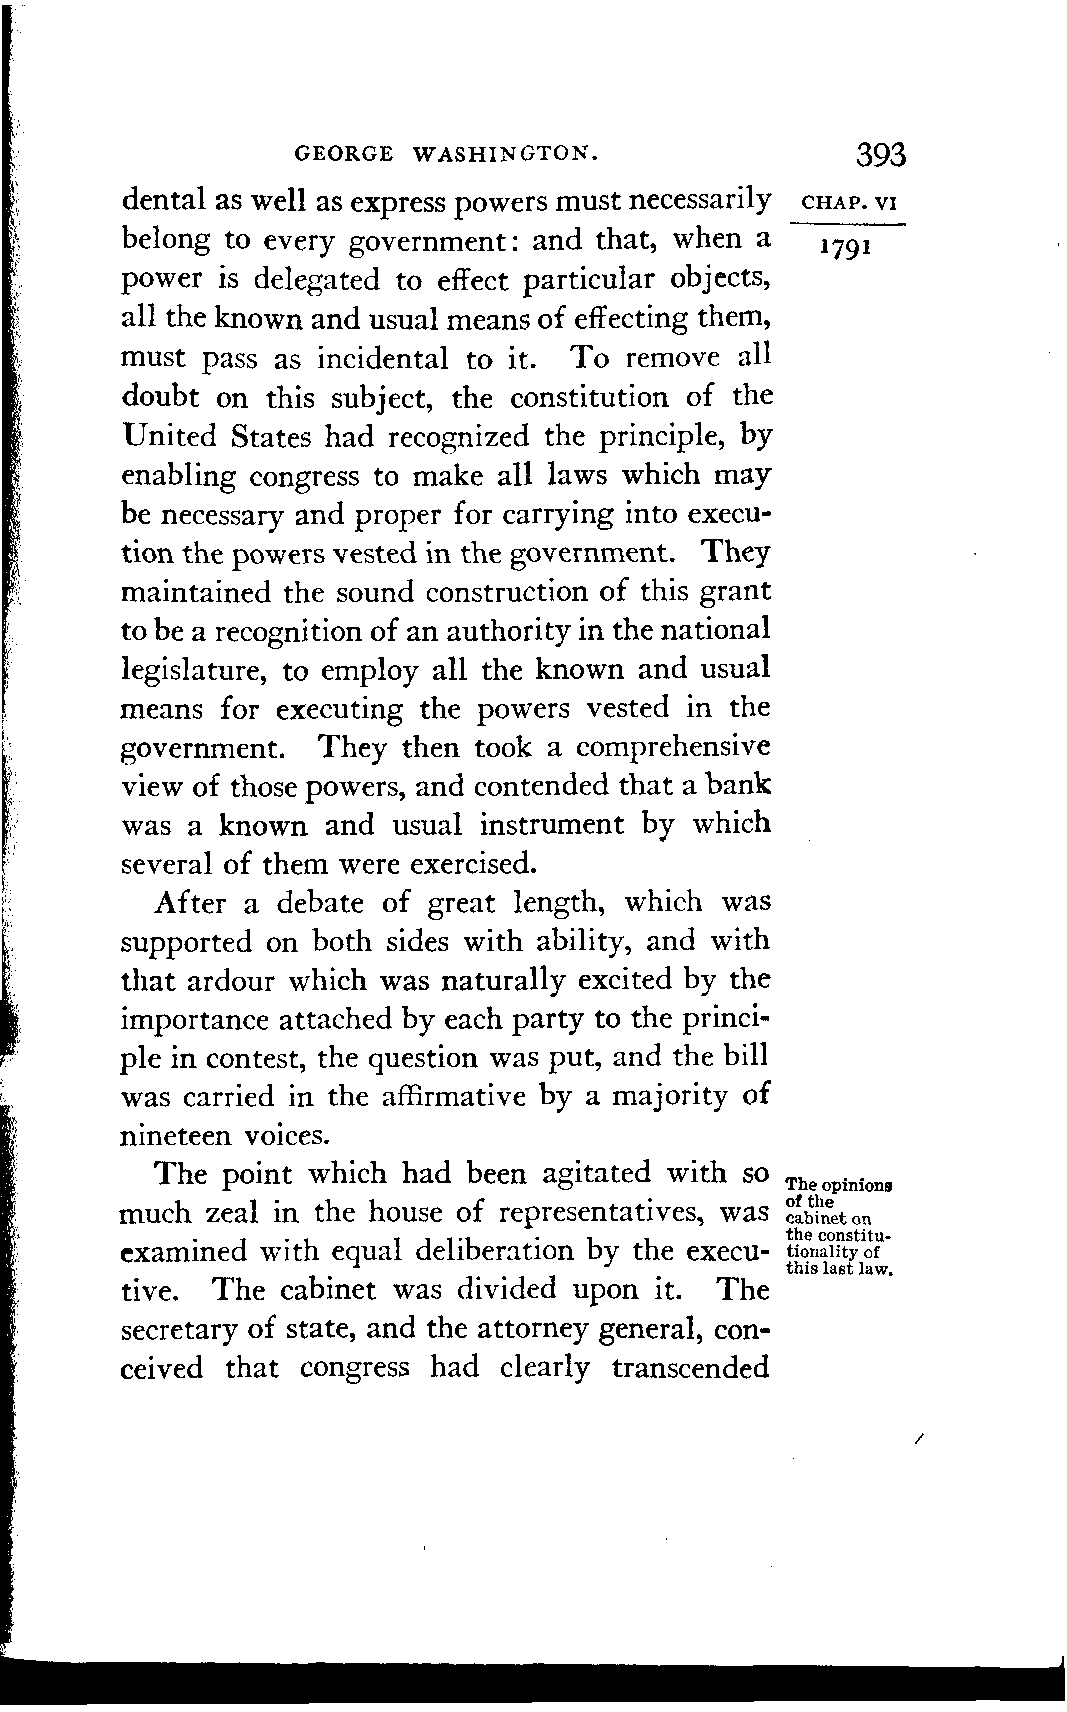 GEORGE WASHINGTON. 393
dental as well as express powers must necessarily
CHAP. VI
belong to every government: and that, when a
1791
power is delegated to effect particular objects,
all the known and usual means of effecting them,
must pass as incidental to it. To remove all
doubt on this subject, the constitution of the
United States had recognized the principle, by
enabling congress to make all laws which may
be necessary and proper for carrying into execu-
tion the powers vested in the government. They
maintained the sound construction of this grant
to be a recognition of an authority in the national
legislature, to employ all the known and usual
means for executing the powers vested in the
government. They then took a comprehensive
view of those powers, and contended that a bank
was a known and usual instrument by which
several of them were exercised.
After a debate of great length, which was
supported on both sides with ability, and with
that ardour which was naturally excited by the
importance attached by each party to the princi-
ple in contest, the question was put, and the bill
was carried in the affirmative by a majority of
nineteen voices.
The point which had been agitated with so
much zeal in the house of representatives, was
examined with equal deliberation by the execu-
tive. The cabinet was divided upon it. The
secretary of state, and the attorney general, con-
ceived that congress had clearly transcended
The opinions
of the
cabinet on
the constitu-
tionality of
this last law.